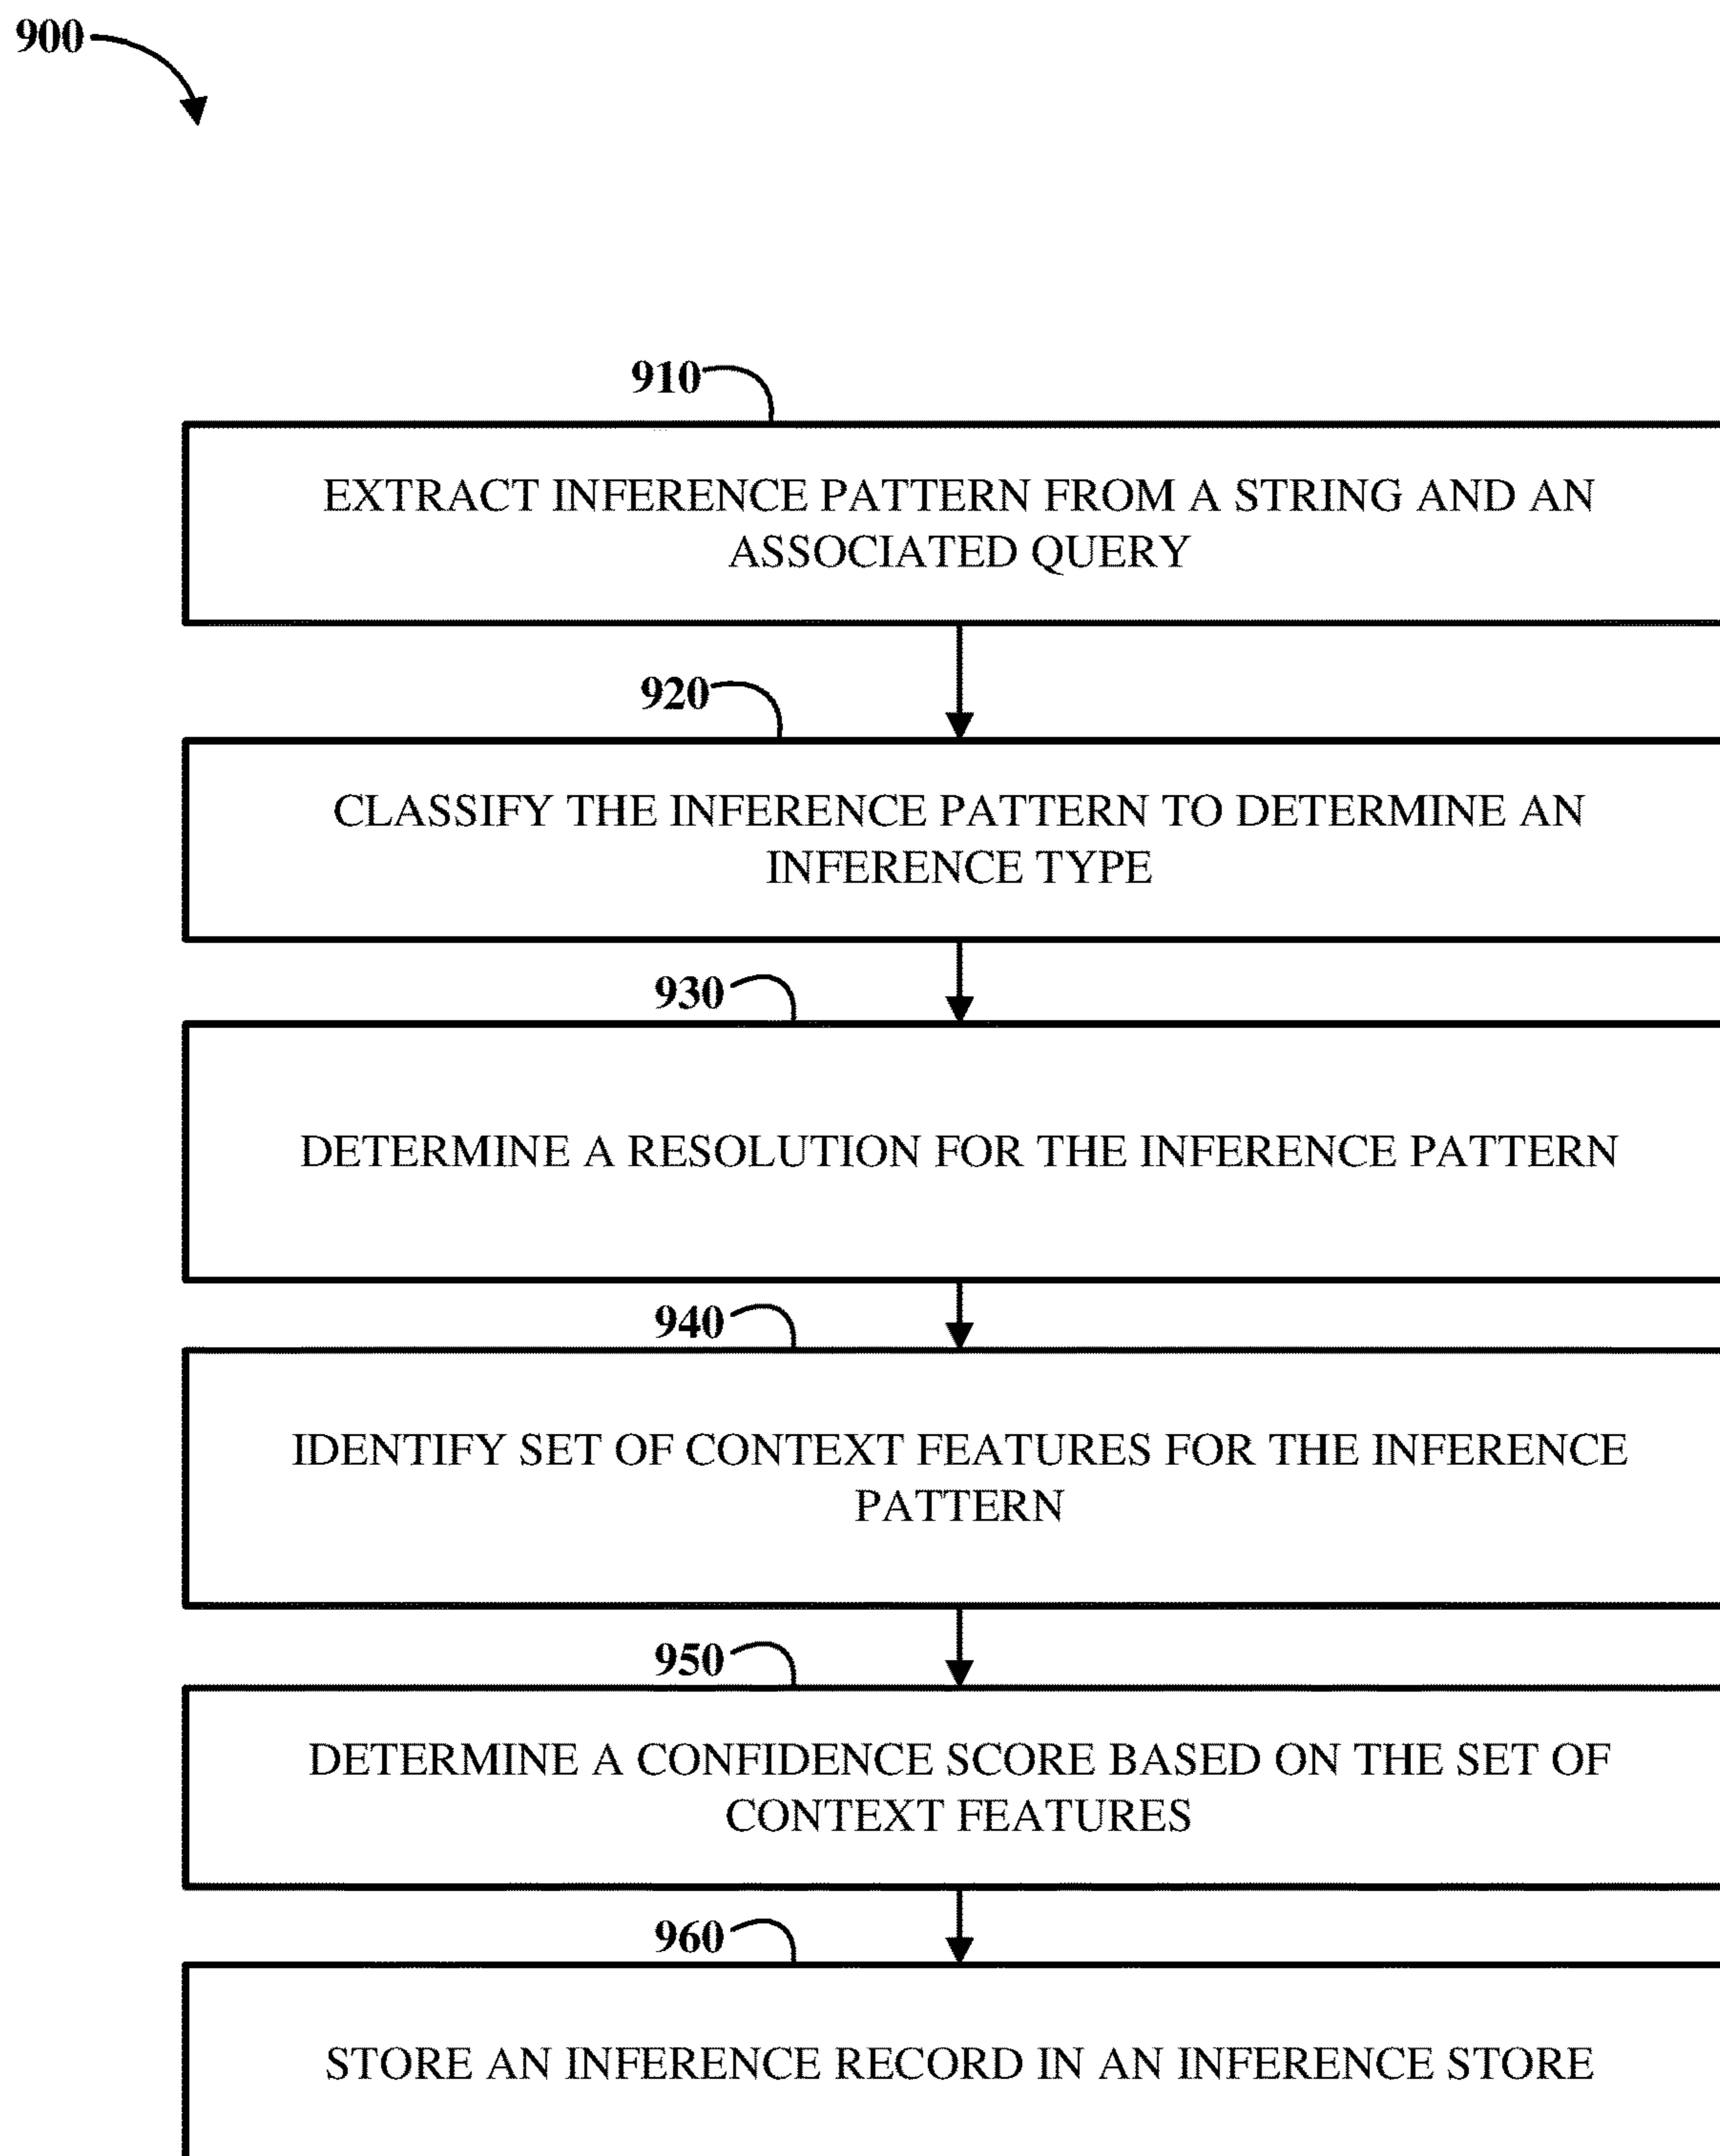 900
910
EXTRACT INFERENCE PATTERN FROM A STRING AND AN
ASSOCIATED QUERY
920
CLASSIFY THE INFERENCE PATTERN TO DETERMINE AN
INFERENCE TYPE
930
DETERMINE A RESOLUTION FOR THE INFERENCE PATTERN
940
IDENTIFY SET OF CONTEXT FEATURES FOR THE INFERENCE
PATTERN
950
DETERMINE A CONFIDENCE SCORE BASED ON THE SET OF
CONTEXT FEATURES
960
STORE AN INFERENCE RECORD IN AN INFERENCE STORE